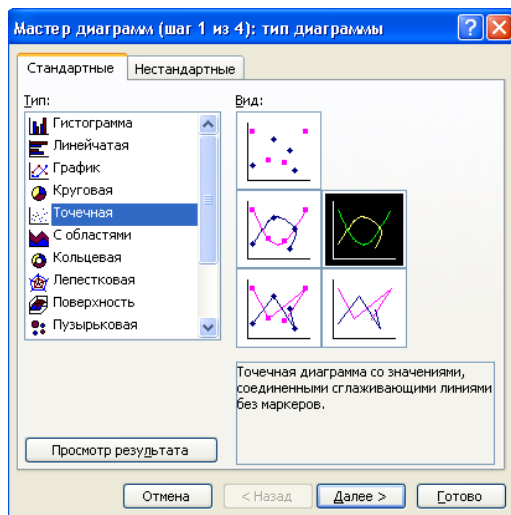 Мастер диаграмм (шаг 1 из 4): тип диаграммы
Стандартные
Нестандартные
Тип:
Гистограмма
Линейчатая
График
Круговая
Точечная
С областями
Кольцевая
Лепестковая
Поверхность
Пузырьковая
Вид:
Точечная диаграмма со значениями,
соединенными сглаживающими линиями
без маркеров.
Просмотр результата
Отмена
< Назад
Далее >
Готово